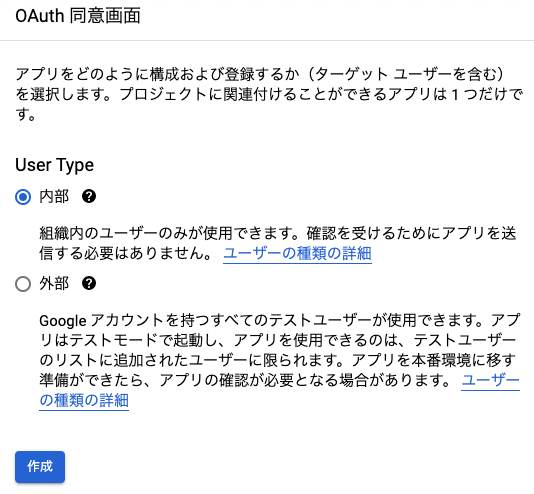 OAuth 同意画面
アプリをどのように構成および登録するか（ターゲット ユーザーを含む）
を選択します。プロジェクトに関連付けることができるアプリは 1 つだけで
す。
User Type
内部
組織内のユーザーのみが使用できます。確認を受けるためにアプリを送
信する必要はありません。 ユーザーの種類の詳細
外部
Google アカウントを持つすべてのテストユーザーが使用できます。アプ
リはテストモードで起動し、アプリを使用できるのは、テストユーザー
のリストに追加されたユーザーに限られます。アプリを本番環境に移す
準備ができたら、アプリの確認が必要となる場合があります。 ユーザー
の種類の詳細
作成